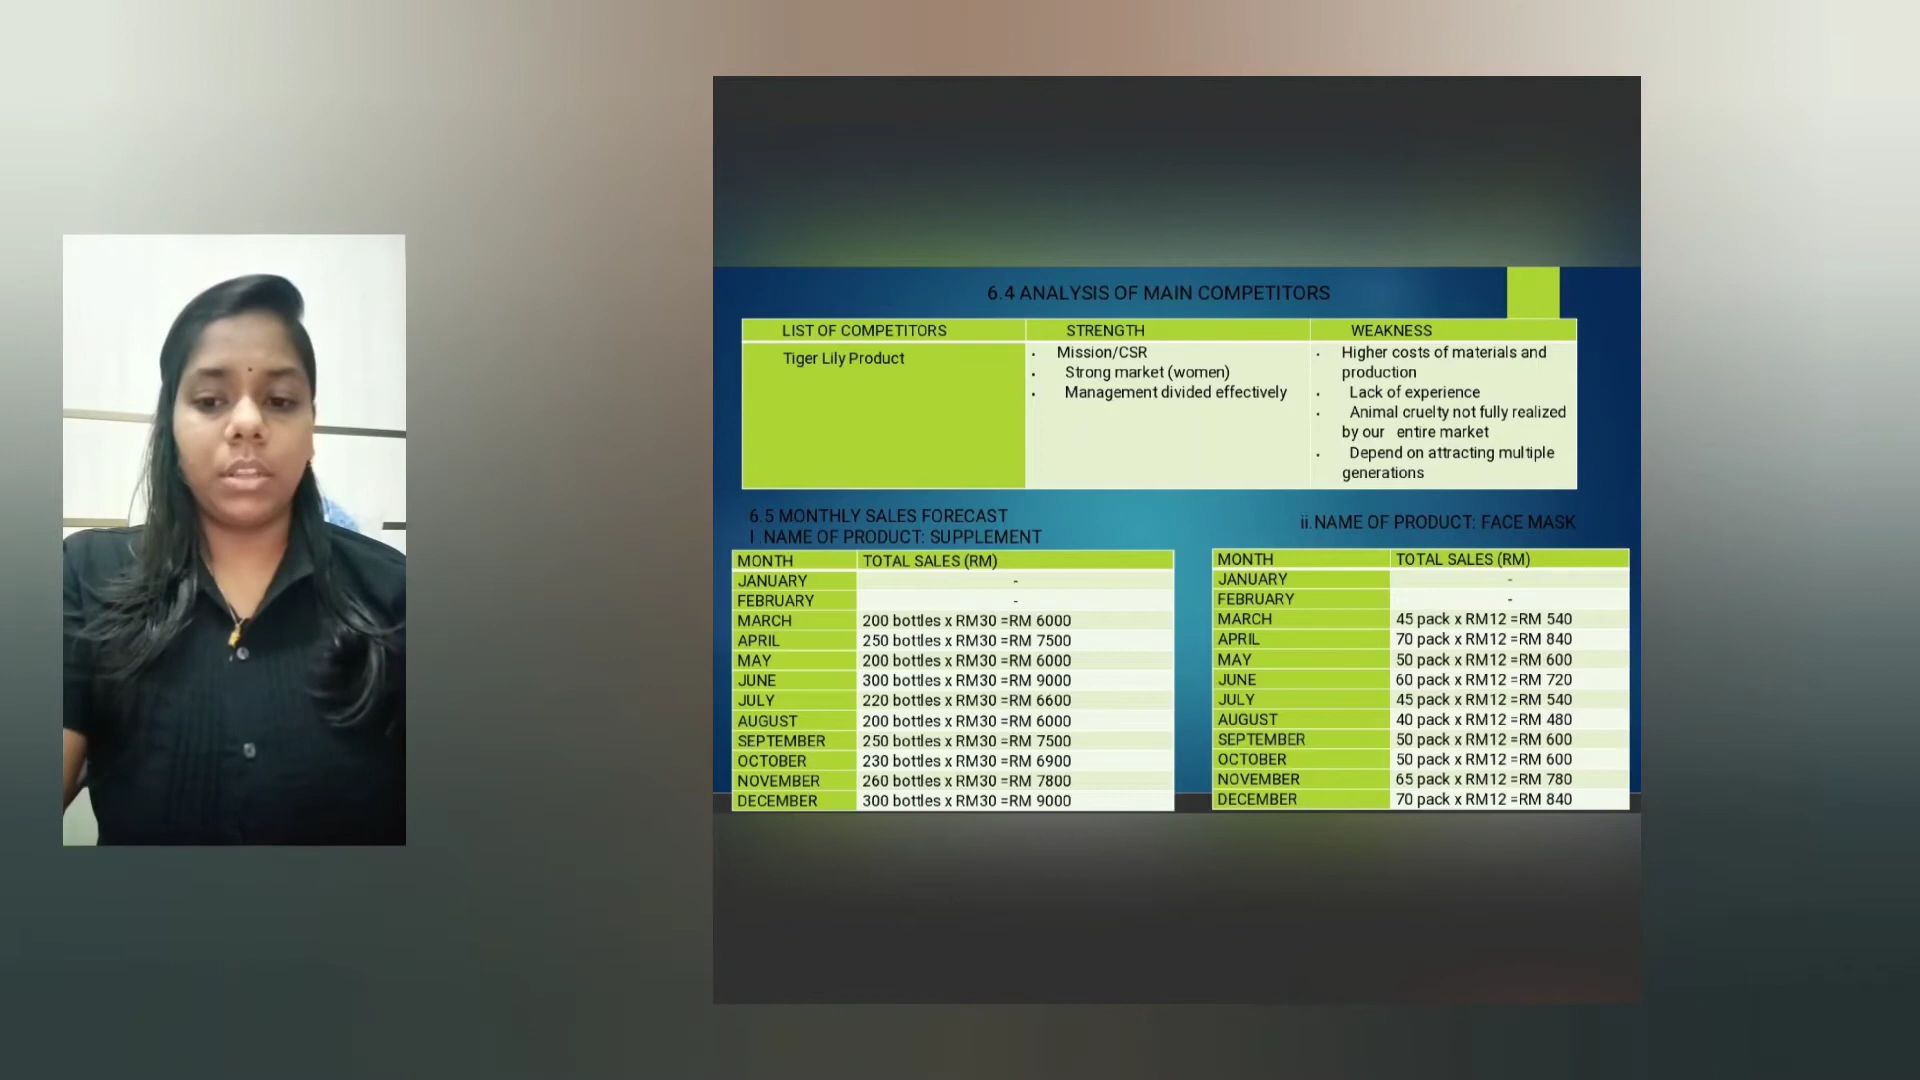 6.4 ANALYSIS OF MAIN COMPETITORS
LIST OF COMPETITORS STRENGTH WEAKNESS
Tiger Lily Product
• Mission/CSR
• Strong market (women)
• Management divided effectively
• Higher costs of materials and
production
• Lack of experience
• Animal cruelty not fully realized
by our entire market
• Depend on attracting multiple
generations
6.5 MONTHLY SALES FORECAST
I .NAME OF PRODUCT: SUPPLEMENT
MONTH TOTAL SALES (RM)
JANUARY -
FEBRUARY -
MARCH 200 bottles x RM30 =RM 6000
APRIL 250 bottles x RM30 =RM 7500
MAY 200 bottles x RM30 =RM 6000
JUNE 300 bottles x RM30 =RM 9000
JULY 220 bottles x RM30 =RM 6600
AUGUST 200 bottles x RM30 =RM 6000
SEPTEMBER 250 bottles x RM30 =RM 7500
OCTOBER 230 bottles x RM30 =RM 6900
NOVEMBER 260 bottles x RM30 =RM 7800
DECEMBER 300 bottles x RM30 =RM 9000
ii.NAME OF PRODUCT: FACE MASK
MONTH TOTAL SALES (RM)
JANUARY -
FEBRUARY -
MARCH 45 pack x RM12 =RM 540
APRIL 70 pack x RM12 =RM 840
MAY 50 pack x RM12 =RM 600
JUNE 60 pack x RM12 =RM 720
JULY 45 pack x RM12 =RM 540
AUGUST 40 pack x RM12 =RM 480
SEPTEMBER 50 pack x RM12 =RM 600
OCTOBER 50 pack x RM12 =RM 600
NOVEMBER 65 pack x RM12 =RM 780
DECEMBER 70 pack x RM12 =RM 840